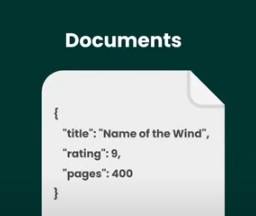 Documents
{
"title": "Name of the Wind",
"rating": 9,
"pages": 400
}